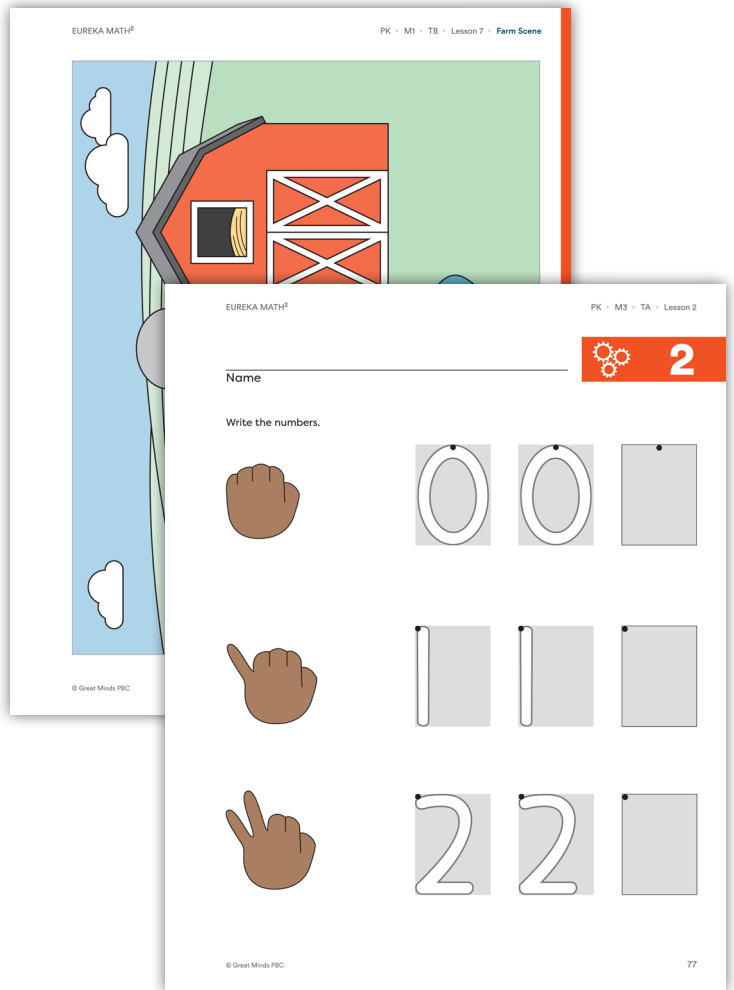 EUREKA MATH²
PK ▸ M1 ▸ TB ▸ Lesson 7 ▸ Farm Scene
© Great Minds PBC
EUREKA MATH²
PK ▸ M3 ▸ TA ▸ Lesson 2
2
Name
Write the numbers.
0 0
1 1
2 2
© Great Minds PBC
77